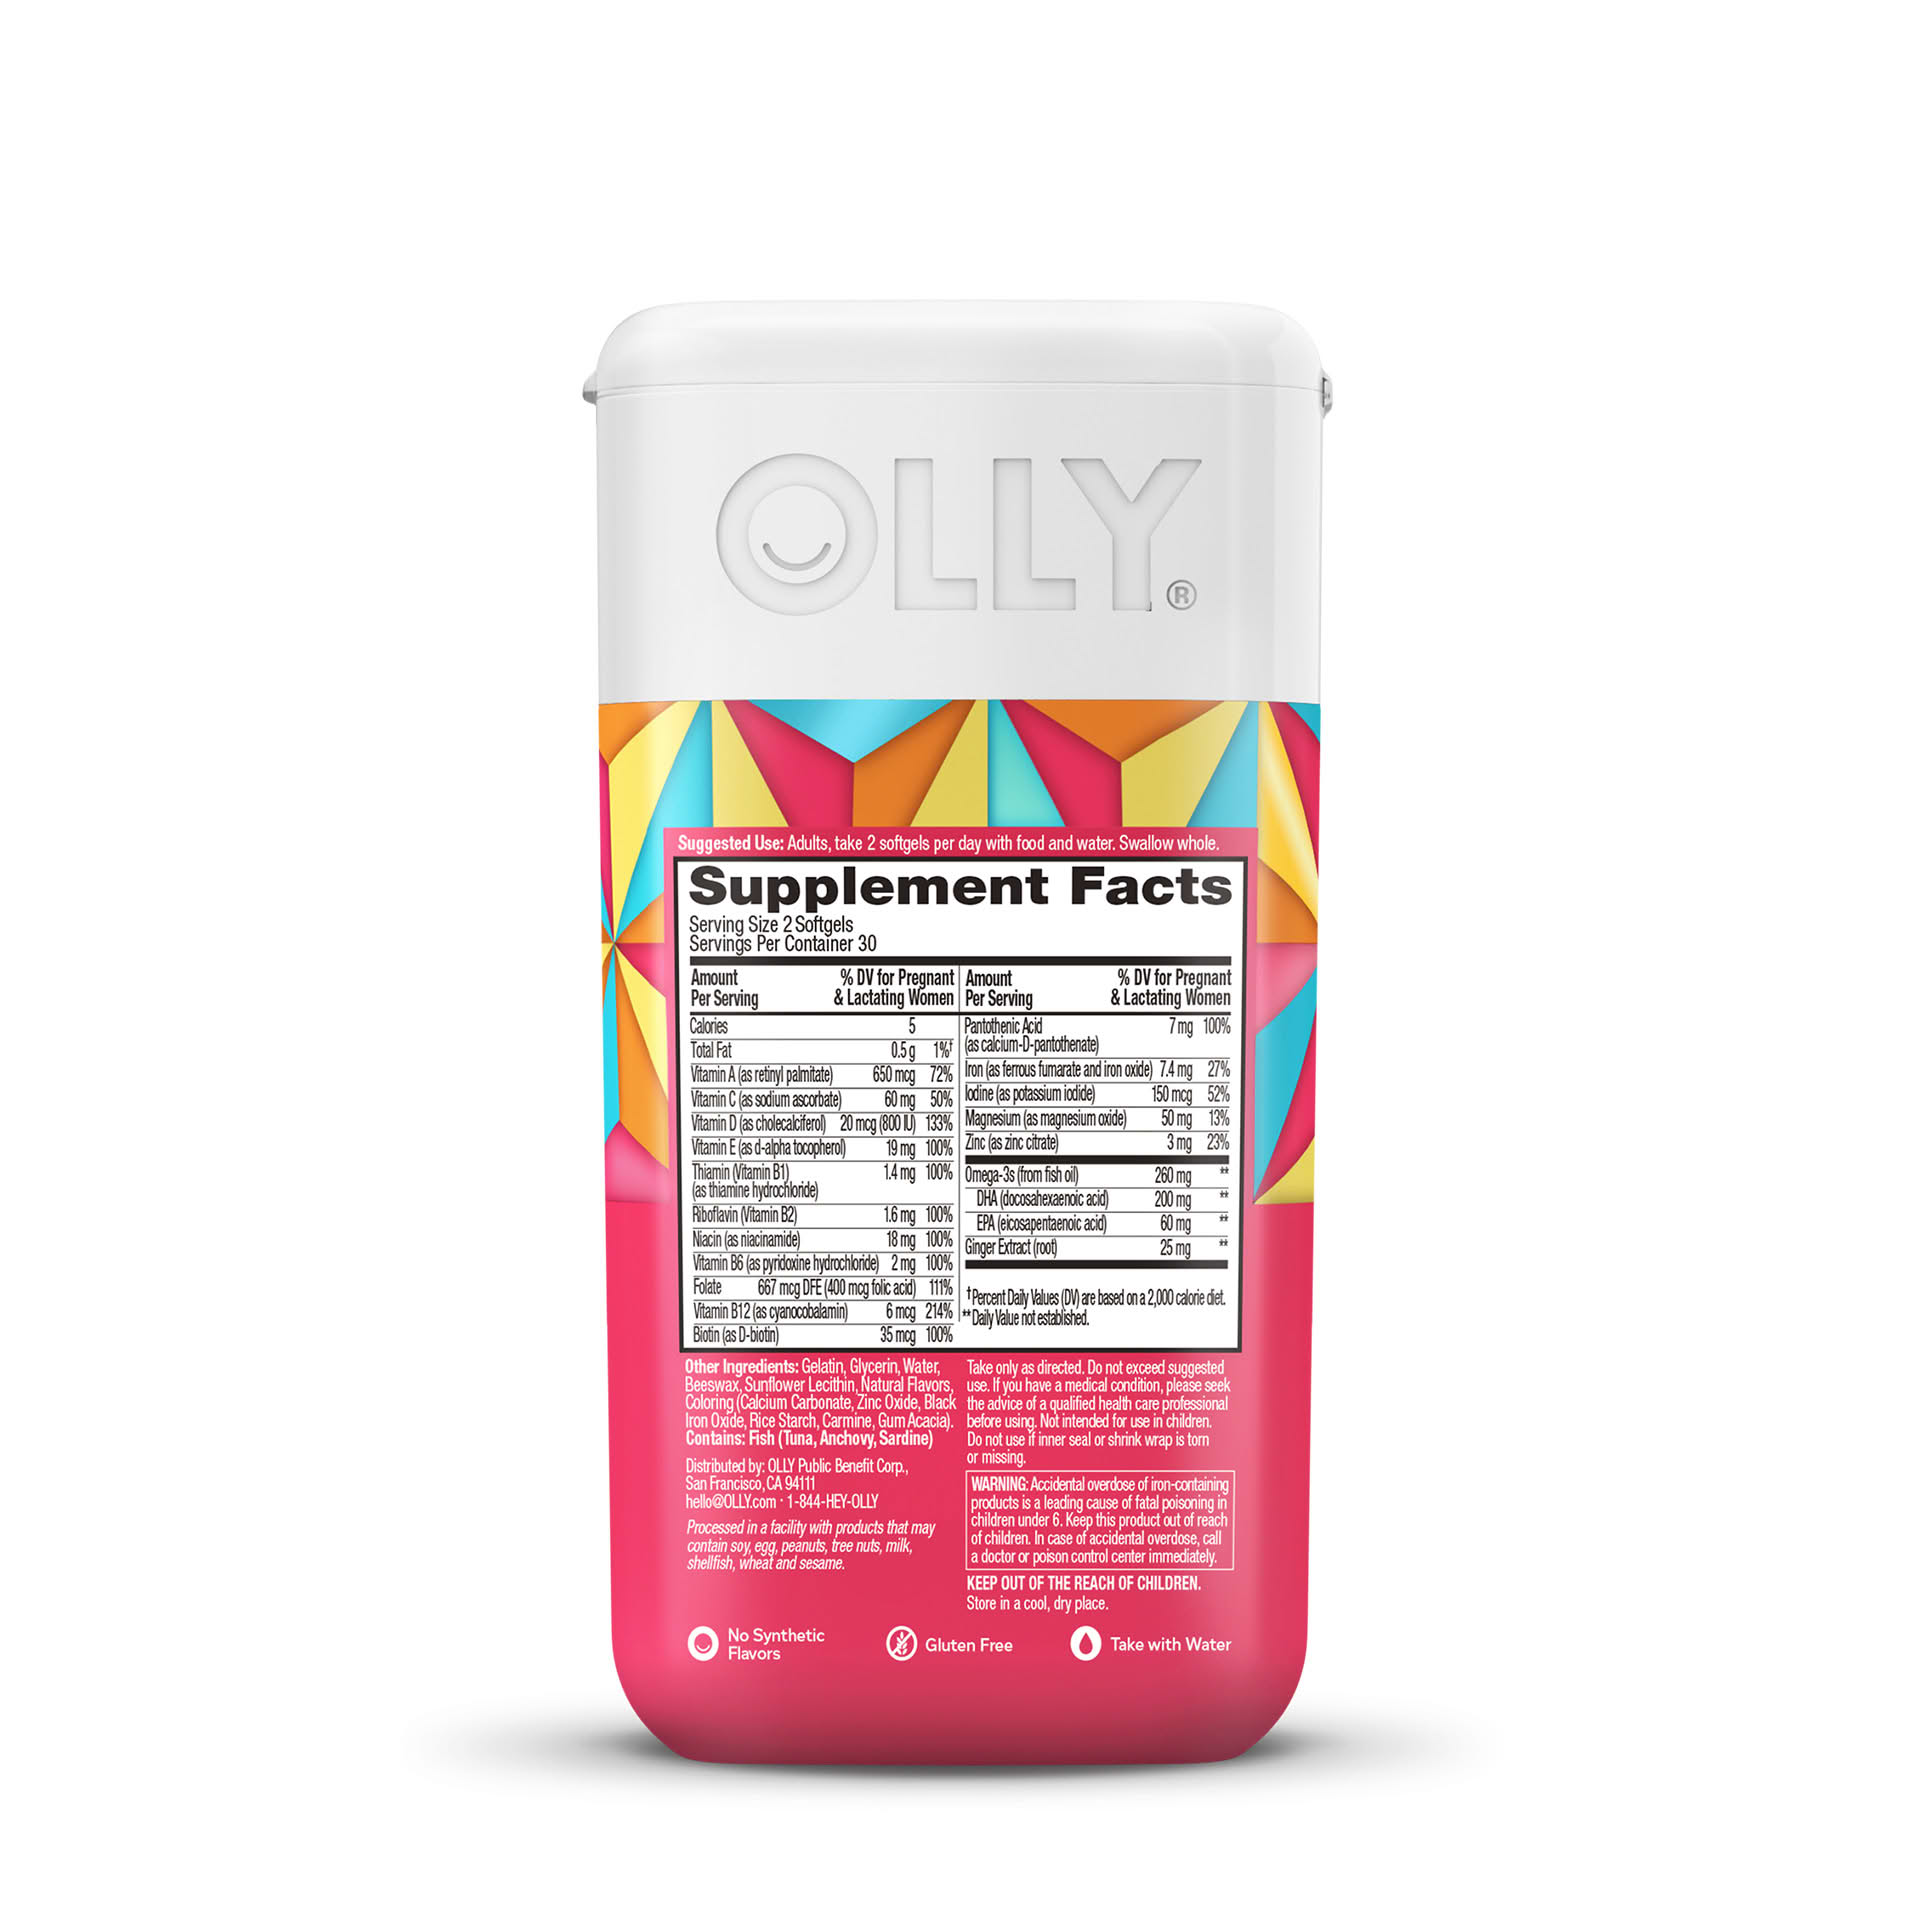 OLLY®
Suggested Use: Adults, take 2 softgels per day with food and water. Swallow whole.
Supplement Facts
Serving Size 2 Softgels
Servings Per Container 30
Amount Per Serving % DV for Pregnant & Lactating Women
Calories 5
Total Fat 0.5 g 1%†
Vitamin A (as retinyl palmitate) 650 mcg 72%
Vitamin C (as sodium ascorbate) 60 mg 50%
Vitamin D (as cholecalciferol) 20 mcg (800 IU) 133%
Vitamin E (as d-alpha tocopherol) 19 mg 100%
Thiamin (Vitamin B1) 1.4 mg 100%
(as thiamine hydrochloride)
Riboflavin (Vitamin B2) 1.6 mg 100%
Niacin (as niacinamide) 18 mg 100%
Vitamin B6 (as pyridoxine hydrochloride) 2 mg 100%
Folate 667 mcg DFE (400 mcg folic acid) 111%
Vitamin B12 (as cyanocobalamin) 6 mcg 214%
Biotin (as D-biotin) 35 mcg 100%
Amount Per Serving % DV for Pregnant & Lactating Women
Pantothenic Acid 7 mg 100%
(as calcium-D-pantothenate)
Iron (as ferrous fumarate and iron oxide) 7.4 mg 27%
Iodine (as potassium iodide) 150 mcg 52%
Magnesium (as magnesium oxide) 50 mg 13%
Zinc (as zinc citrate) 3 mg 23%
Omega-3s (from fish oil) 260 mg **
DHA (docosahexaenoic acid) 200 mg **
EPA (eicosapentaenoic acid) 60 mg **
Ginger Extract (root) 25 mg **
†Percent Daily Values (DV) are based on a 2,000 calorie diet.
**Daily Value not established.
Other Ingredients: Gelatin, Glycerin, Water,
Beeswax, Sunflower Lecithin, Natural Flavors,
Coloring (Calcium Carbonate, Zinc Oxide, Black
Iron Oxide, Rice Starch, Carmine, Gum Acacia).
Contains: Fish (Tuna, Anchovy, Sardine)
Distributed by: OLLY Public Benefit Corp.,
San Francisco, CA 94111
hello@OLLY.com · 1-844-HEY-OLLY
Processed in a facility with products that may
contain soy, egg, peanuts, tree nuts, milk,
shellfish, wheat and sesame.
Take only as directed. Do not exceed suggested
use. If you have a medical condition, please seek
the advice of a qualified health care professional
before using. Not intended for use in children.
Do not use if inner seal or shrink wrap is torn
or missing.
WARNING: Accidental overdose of iron-containing
products is a leading cause of fatal poisoning in
children under 6. Keep this product out of reach
of children. In case of accidental overdose, call
a doctor or poison control center immediately.
KEEP OUT OF THE REACH OF CHILDREN.
Store in a cool, dry place.
No Synthetic
Flavors
Gluten Free
Take with Water